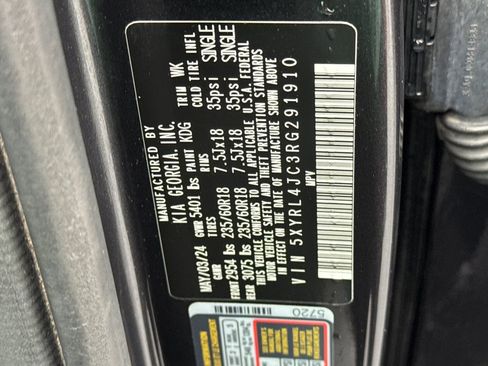 MANUFACTURED BY
KIA GEORGIA, INC.
MAY/03/24 GVWR 5401 lbs PAINT KDG TRIM WK
GAWR TIRES RIMS COLD TIRE INFL
FRONT 2954 lbs 235/60R18 7.5Jx18 35psi SINGLE
REAR 3075 lbs 235/60R18 7.5Jx18 35psi SINGLE
THIS VEHICLE CONFORMS TO ALL APPLICABLE U.S.A. FEDERAL
MOTOR VEHICLE SAFETY AND THEFT PREVENTION STANDARDS
IN EFFECT ON THE DATE OF MANUFACTURE SHOWN ABOVE
VIN 5XYRL4JC3RG291910
MPV
5720